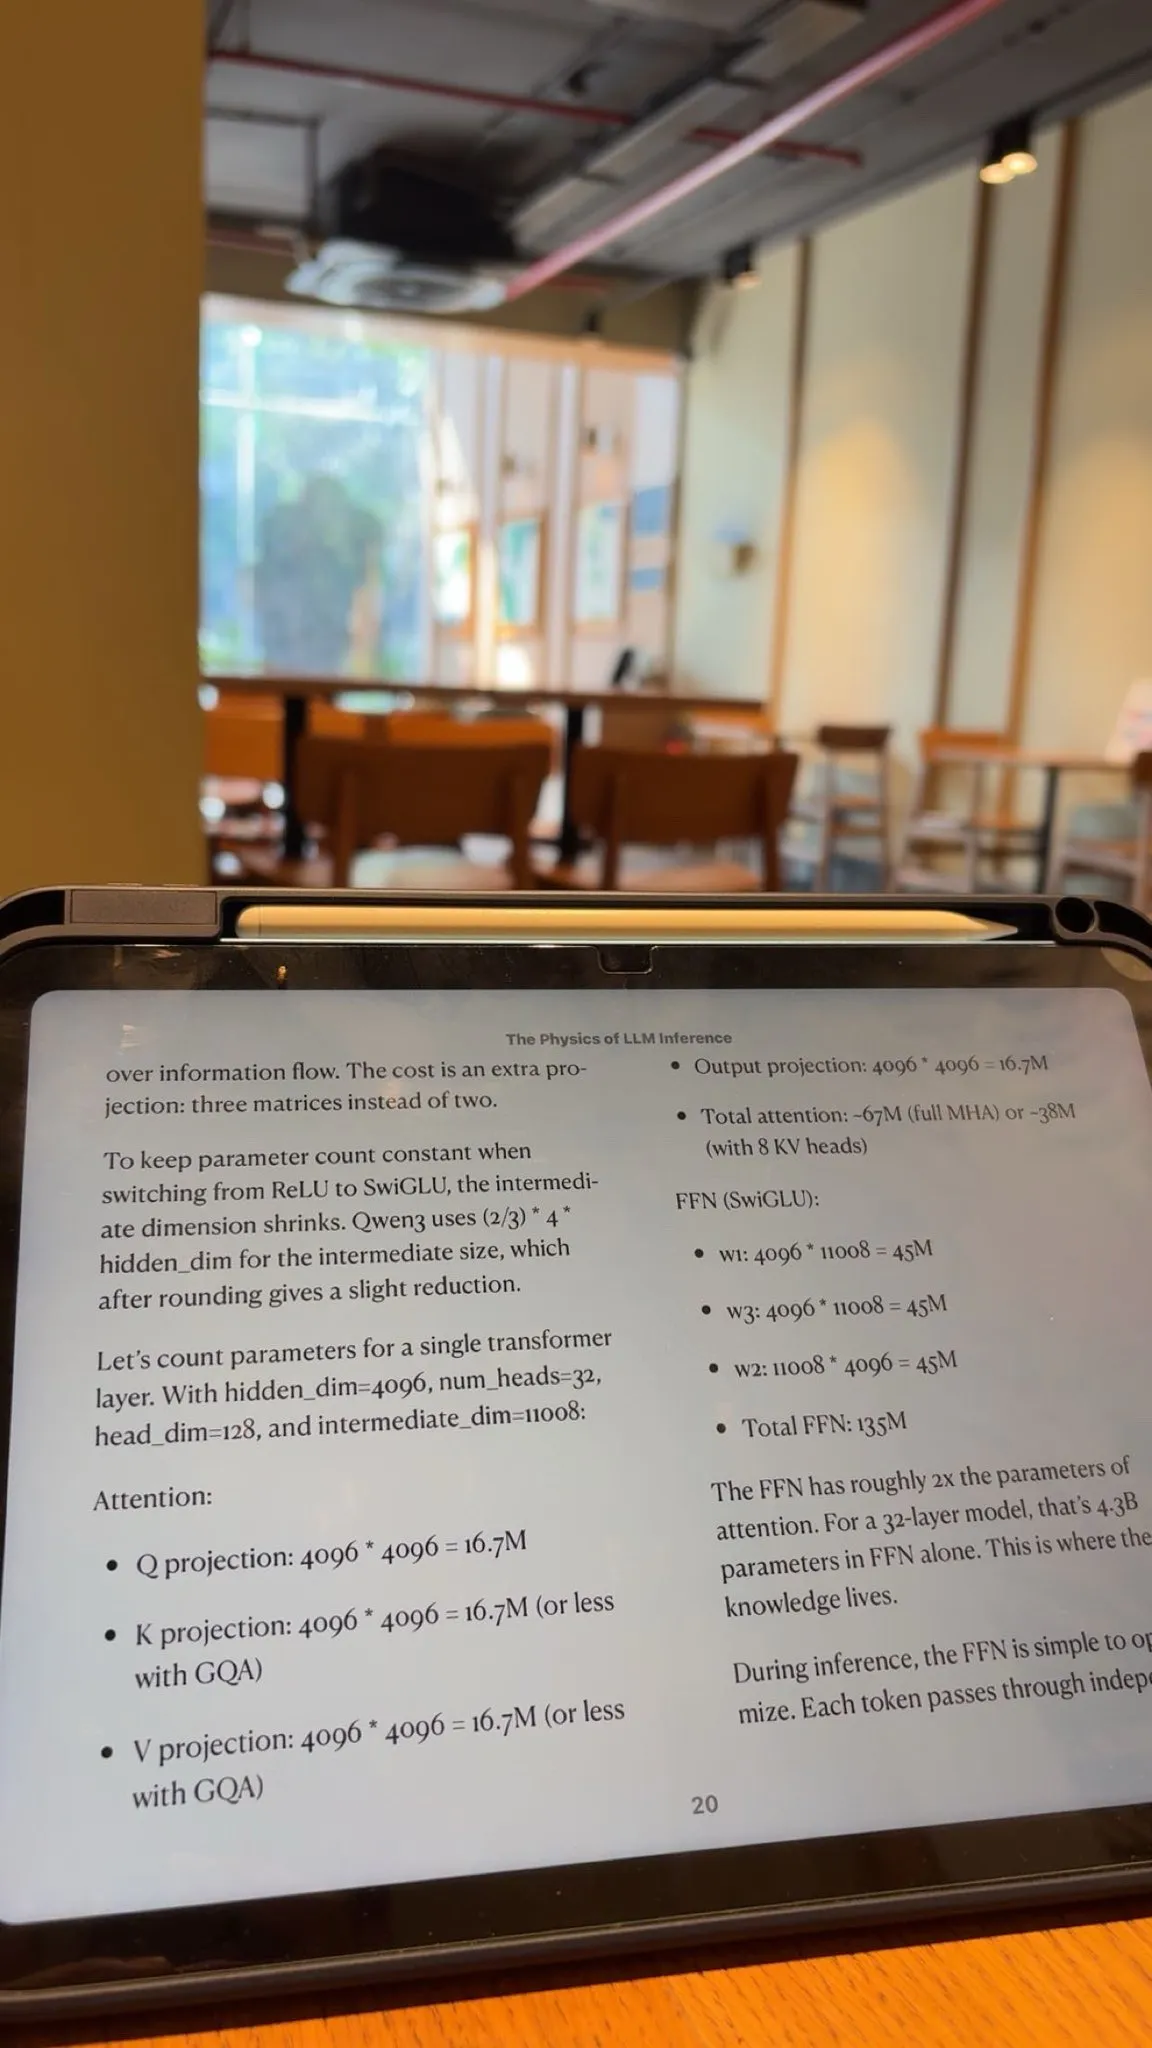 The Physics of LLM Inference
over information flow. The cost is an extra pro-
jection: three matrices instead of two.
To keep parameter count constant when
switching from ReLU to SwiGLU, the intermedi-
ate dimension shrinks. Qwen3 uses (2/3) * 4 *
hidden_dim for the intermediate size, which
after rounding gives a slight reduction.
Let's count parameters for a single transformer
layer. With hidden_dim=4096, num_heads=32,
head_dim=128, and intermediate_dim=11008:
Attention:
• Q projection: 4096 * 4096 = 16.7M
• K projection: 4096 * 4096 = 16.7M (or less
with GQA)
• V projection: 4096 * 4096 = 16.7M (or less
with GQA)
• Output projection: 4096 * 4096 = 16.7M
• Total attention: ~67M (full MHA) or ~38M
(with 8 KV heads)
FFN (SwiGLU):
• w1: 4096 * 11008 = 45M
• w3: 4096 * 11008 = 45M
• w2: 11008 * 4096 = 45M
• Total FFN: 135M
The FFN has roughly 2x the parameters of
attention. For a 32-layer model, that's 4.3B
parameters in FFN alone. This is where the
knowledge lives.
During inference, the FFN is simple to op
mize. Each token passes through indepe
20